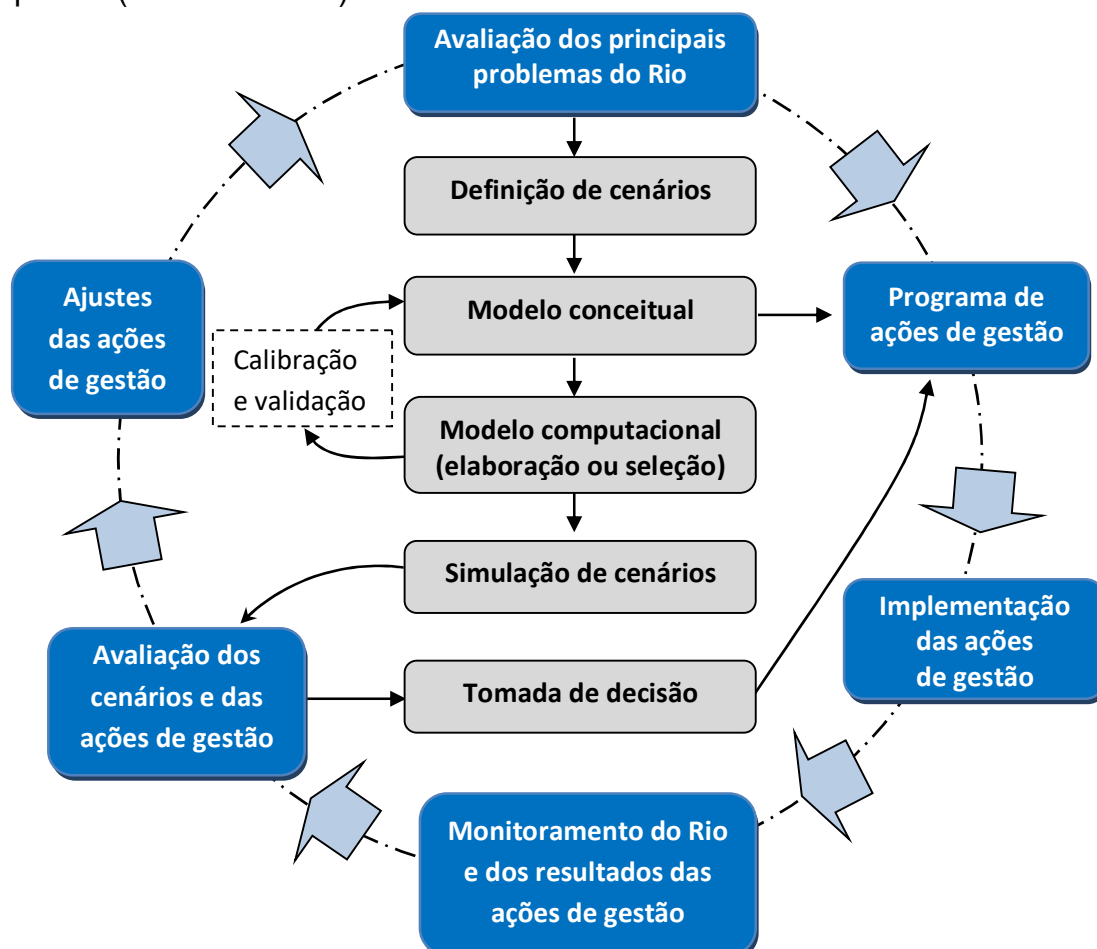 Avaliação dos principais
problemas do Rio
Definição de cenários
Ajustes
das ações
de gestão
Modelo conceitual
Programa de
ações de gestão
Calibração
e validação
Modelo computacional
(elaboração ou seleção)
Simulação de cenários
Implementação
das ações
de gestão
Avaliação dos
cenários e das
ações de gestão
Tomada de decisão
Monitoramento do Rio
e dos resultados das
ações de gestão